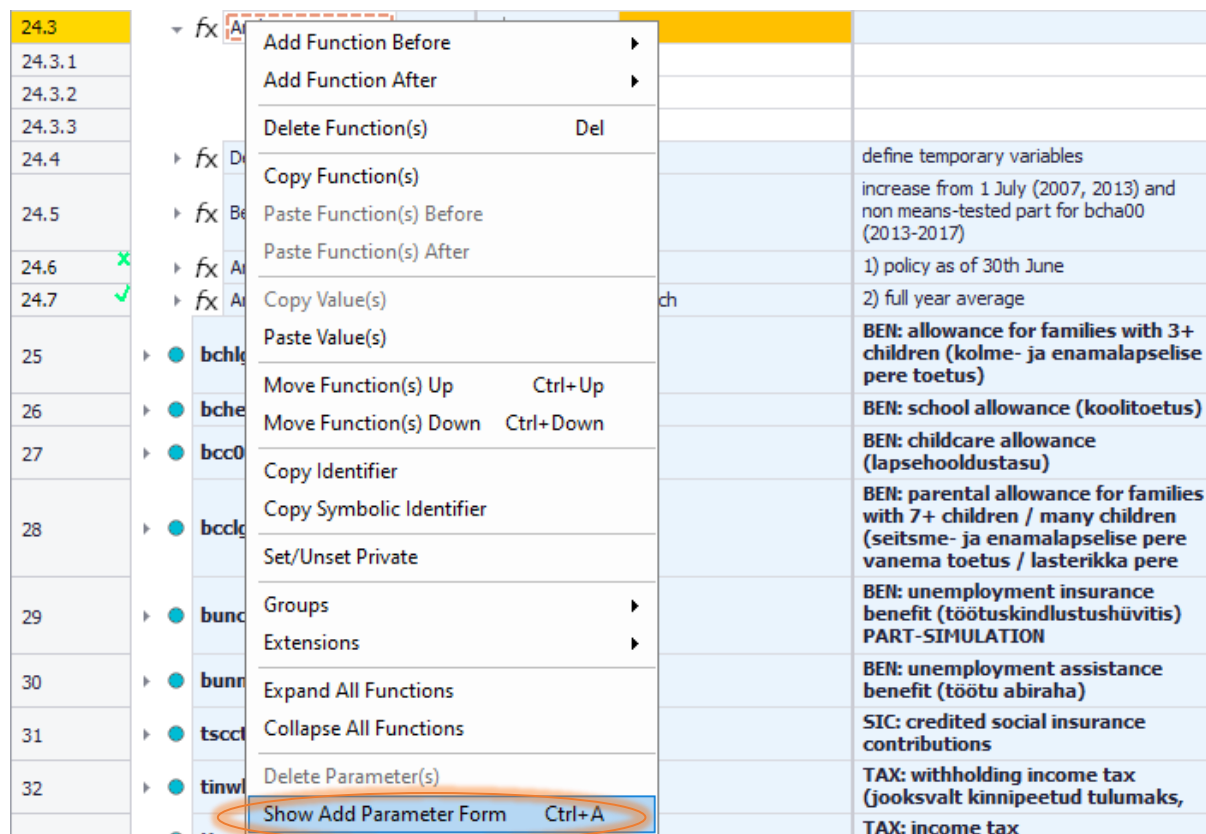 24.3
fx
Add Function Before
24.3.1
Add Function After
24.3.2
24.3.3
Delete Function(s) Del
24.4 fx define temporary variables
Copy Function(s)
24.5 fx increase from 1 July (2007, 2013) and
non means-tested part for bcha00
(2013-2017)
Paste Function(s) Before
Paste Function(s) After
24.6 fx 1) policy as of 30th June
24.7 fx 2) full year average
Copy Value(s)
Paste Value(s)
25 BEN: allowance for families with 3+
children (kolme- ja enamalapselise
pere toetus)
Move Function(s) Up Ctrl+Up
26 BEN: school allowance (koolitoetus)
Move Function(s) Down Ctrl+Down
27 BEN: childcare allowance
(lapsehooldustasu)
Copy Identifier
Copy Symbolic Identifier
28 BEN: parental allowance for families
with 7+ children / many children
(seitsme- ja enamalapselise pere
vanema toetus / lasterikka pere
Set/Unset Private
29 BEN: unemployment insurance
benefit (töötuskindlustushüvitis)
PART-SIMULATION
Groups
Extensions
30 BEN: unemployment assistance
benefit (töötu abiraha)
Expand All Functions
31 SIC: credited social insurance
contributions
Collapse All Functions
32 TAX: withholding income tax
(jooksvalt kinnipeetud tulumaks,
Delete Parameter(s)
Show Add Parameter Form Ctrl+A
TAX: income tax